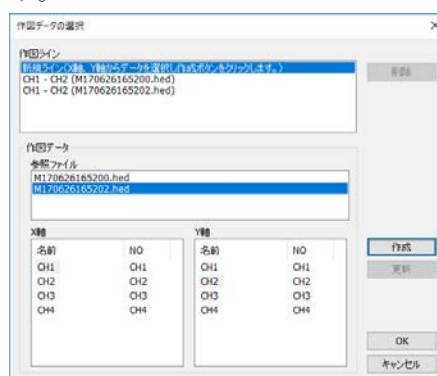 作図データの選択
作図ライン
新規ライン(X軸、Y軸からデータを選択し作成ボタンをクリックします。)
CH1 - CH2 (M170626165200.hed)
CH1 - CH2 (M170626165202.hed)
削除
作図データ
参照ファイル
M170626165200.hed
M170626165202.hed
X軸
Y軸
名前 NO
CH1 CH1
CH2 CH2
CH3 CH3
CH4 CH4
名前 NO
CH1 CH1
CH2 CH2
CH3 CH3
CH4 CH4
作成
更新
OK
キャンセル